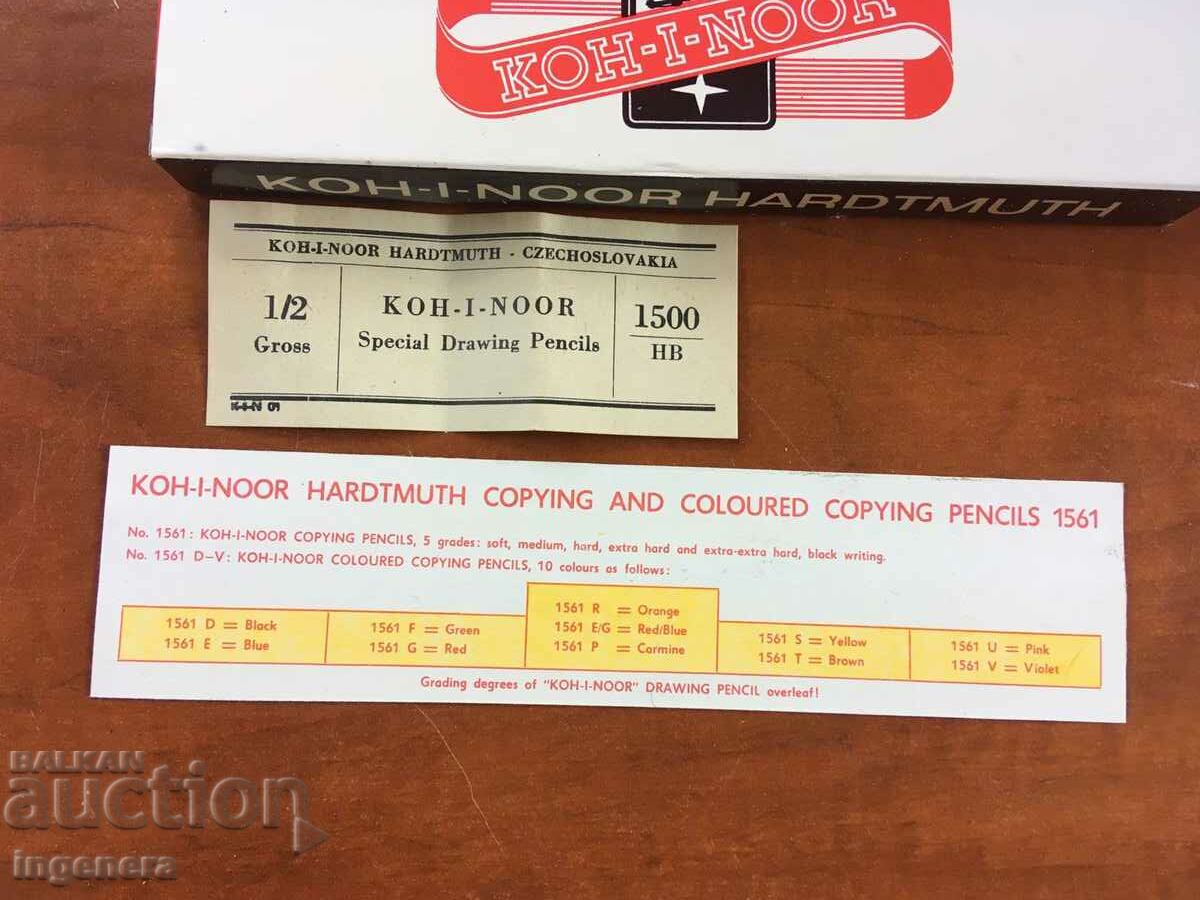 KOH-I-NOOR
KOH-I-NOOR HARDTMUTH
KOH-I-NOOR HARDTMUTH - CZECHOSLOVAKIA
1/2
Gross
KOH-I-NOOR
Special Drawing Pencils
1500
HB
KOH-I-NOOR HARDTMUTH COPYING AND COLOURED COPYING PENCILS 1561
No. 1561: KOH-I-NOOR COPYING PENCILS, 5 grades: soft, medium, hard, extra hard and extra-extra hard, black writing.
No. 1561 D–V: KOH-I-NOOR COLOURED COPYING PENCILS, 10 colours as follows:
1561 D = Black
1561 E = Blue
1561 F = Green
1561 G = Red
1561 R = Orange
1561 E/G = Red/Blue
1561 P = Carmine
1561 S = Yellow
1561 T = Brown
1561 U = Pink
1561 V = Violet
Grading degrees of "KOH-I-NOOR" DRAWING PENCIL overleaf!
BALKAN
auction
ingenera